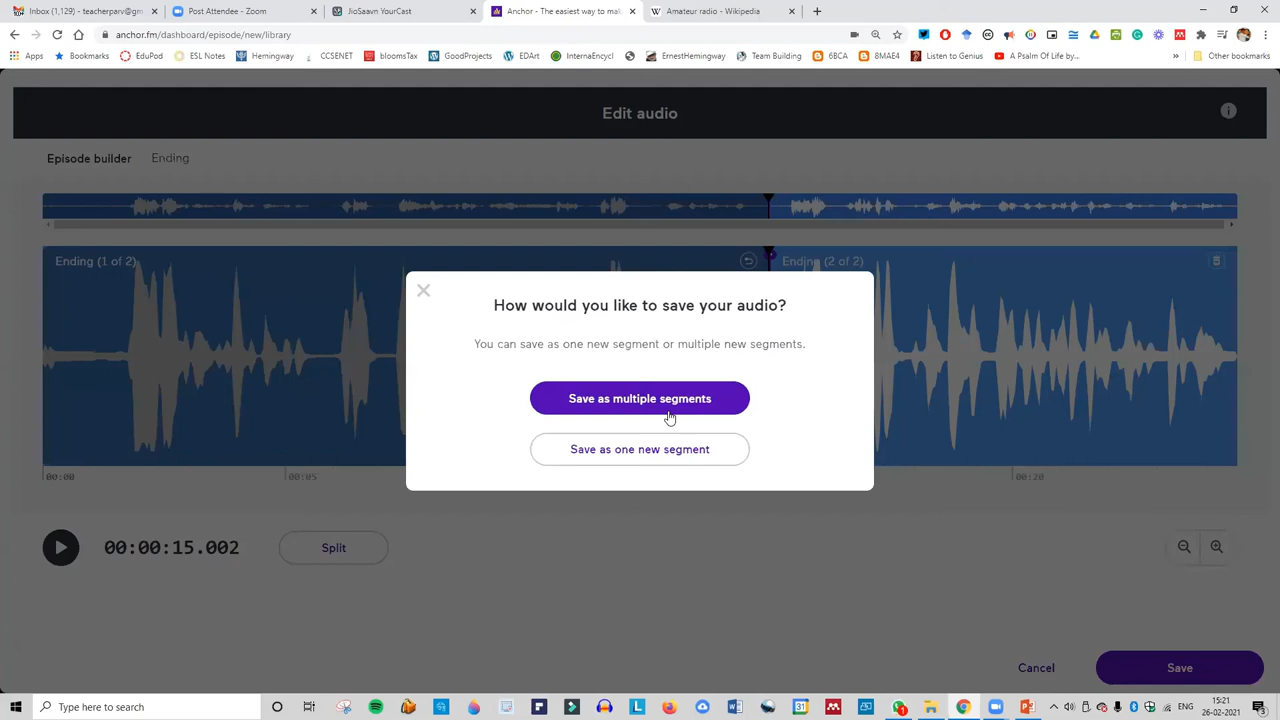 Inbox (1,129) - teacherparv@gm
Post Attendee - Zoom
JioSaavn YourCast
Anchor - The easiest way to mak
Amateur radio - Wikipedia
anchor.fm/dashboard/episode/new/library
Apps
Bookmarks
EduPod
ESL Notes
Hemingway
CCSENET
bloomsTax
GoodProjects
EDArt
InternaEncycl
ErnestHemingway
Team Building
6BCA
8MAE4
Listen to Genius
A Psalm Of Life by...
Other bookmarks
Edit audio
Episode builder
Ending
Ending (1 of 2)
Ending (2 of 2)
How would you like to save your audio?
You can save as one new segment or multiple new segments.
Save as multiple segments
Save as one new segment
00:00
00:05
00:20
00:00:15.002
Split
Cancel
Save
Type here to search
ENG
15:21
26-02-2021